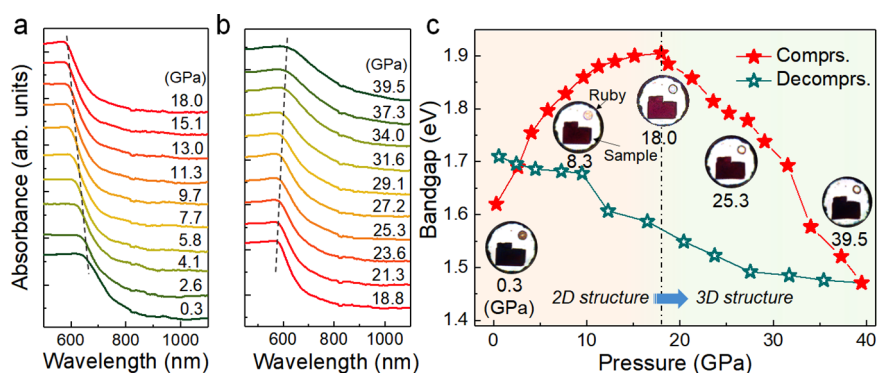 a
Absorbance (arb. units)
(GPa)
18.0
15.1
13.0
11.3
9.7
7.7
5.8
4.1
2.6
0.3
600 800 1000
Wavelength (nm)
b
(GPa)
39.5
37.3
34.0
31.6
29.1
27.2
25.3
23.6
21.3
18.8
400 600 800 1000
Wavelength (nm)
c
Bandgap (eV)
1.9
1.8
1.7
1.6
1.5
1.4
Comprs.
Decomprs.
Ruby
Sample
8.3
18.0
25.3
39.5
0.3
(GPa)
2D structure
3D structure
0 10 20 30 40
Pressure (GPa)